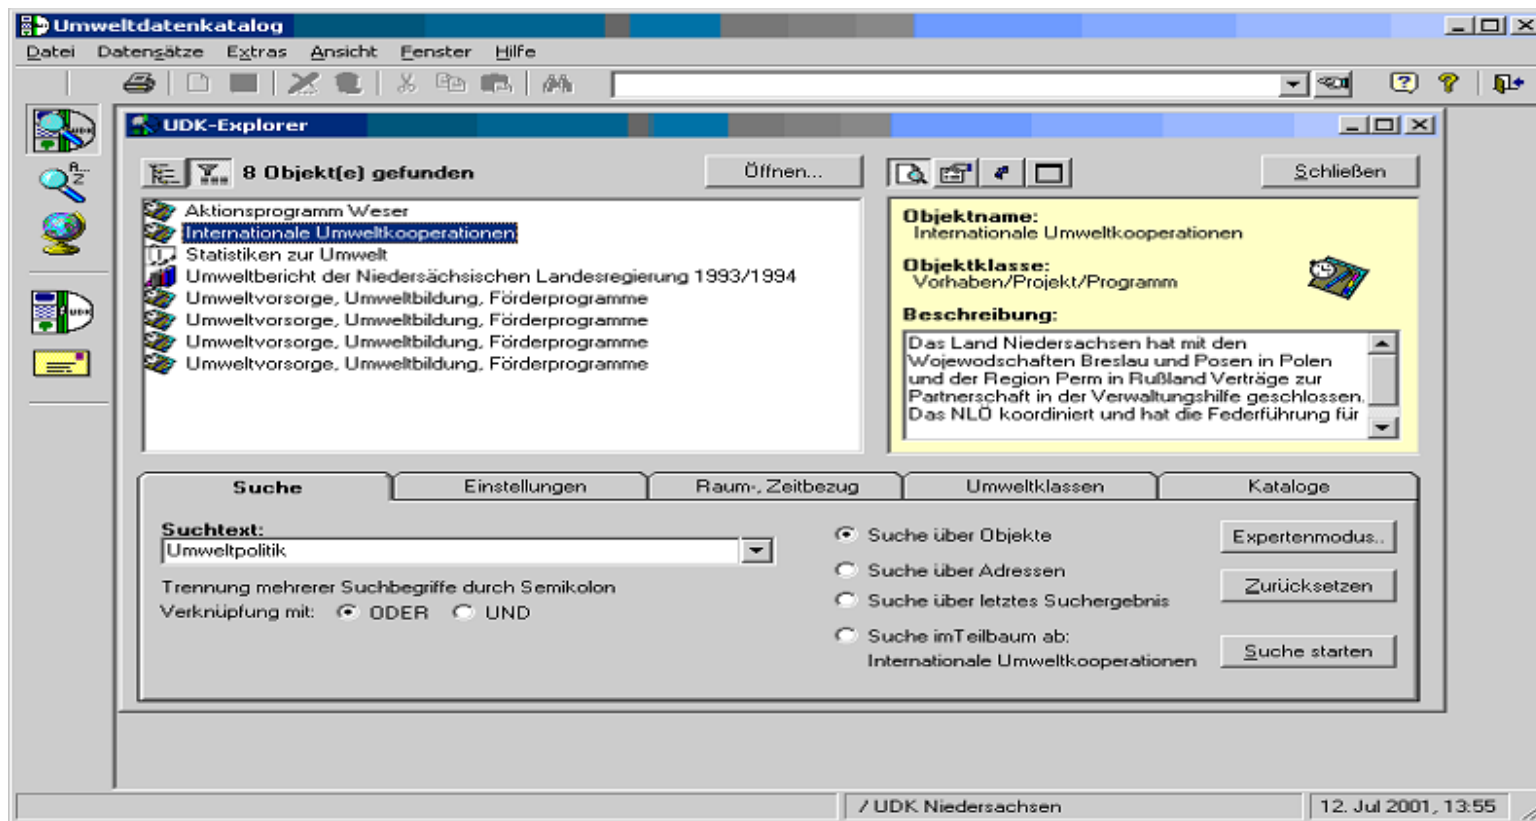 Umweltdatenkatalog
Datei Datensätze Extras Ansicht Fenster Hilfe
UDK-Explorer
8 Objekt(e) gefunden
Öffnen...
Schließen
Aktionsprogramm Weser
Internationale Umweltkooperationen
Statistiken zur Umwelt
Umweltbericht der Niedersächsischen Landesregierung 1993/1994
Umweltvorsorge, Umweltbildung, Förderprogramme
Umweltvorsorge, Umweltbildung, Förderprogramme
Umweltvorsorge, Umweltbildung, Förderprogramme
Umweltvorsorge, Umweltbildung, Förderprogramme
Objektname:
Internationale Umweltkooperationen
Objektklasse:
Vorhaben/Projekt/Programm
Beschreibung:
Das Land Niedersachsen hat mit den
Wojewodschaften Breslau und Posen in Polen
und der Region Perm in Rußland Verträge zur
Partnerschaft in der Verwaltungshilfe geschlossen.
Das NLÖ koordiniert und hat die Federführung für
Suche Einstellungen Raum-, Zeitbezug Umweltklassen Kataloge
Suchtext:
Umweltpolitik
Trennung mehrerer Suchbegriffe durch Semikolon
Verknüpfung mit: ODER UND
Suche über Objekte
Suche über Adressen
Suche über letztes Suchergebnis
Suche imTeilbaum ab:
Internationale Umweltkooperationen
Expertenmodus..
Zurücksetzen
Suche starten
/ UDK Niedersachsen
12. Jul 2001, 13:55